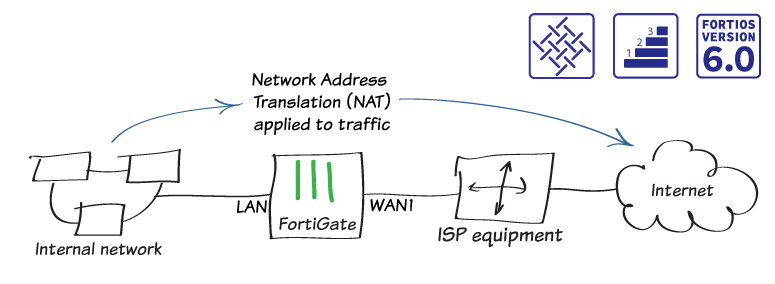 3
2
1
FORTIOS
VERSION
6.0
Network Address
Translation (NAT)
applied to traffic
LAN
FortiGate
WAN1
Internet
Internal network
ISP equipment